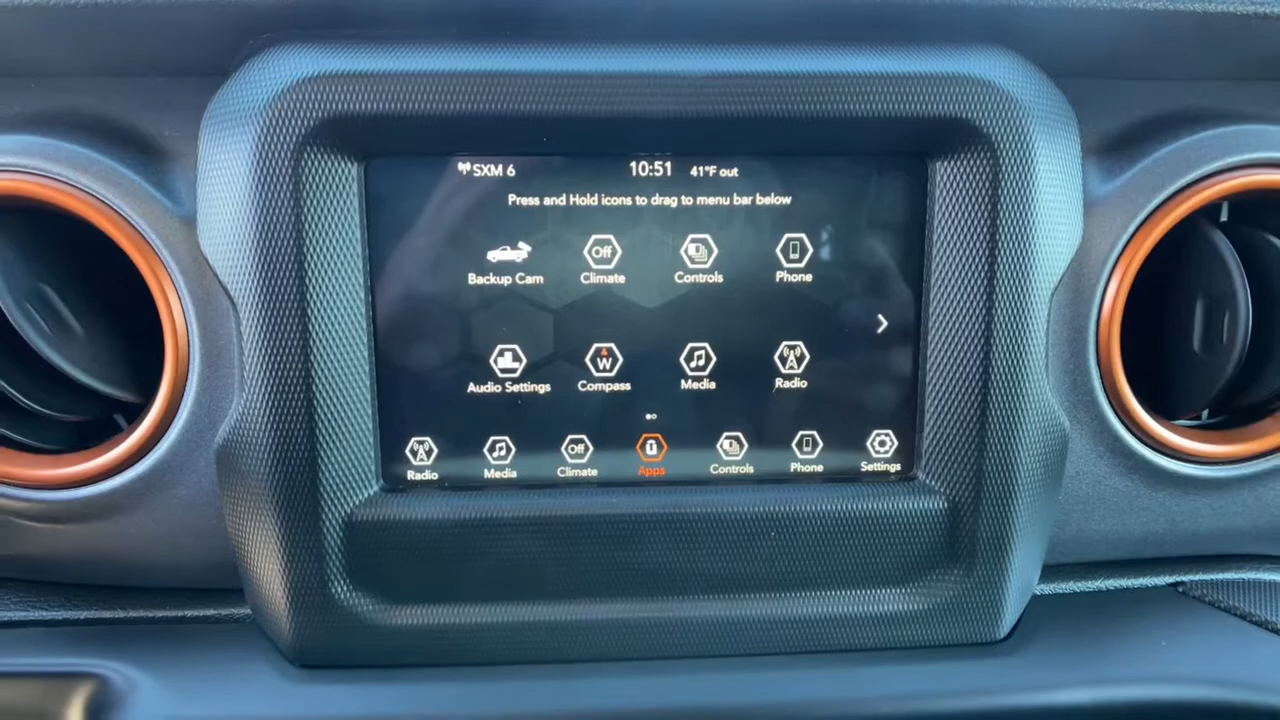 SXM 6 10:51 41°F out
Press and Hold icons to drag to menu bar below
Off
Backup Cam Climate Controls Phone
W
Audio Settings Compass Media Radio
Off
Radio Media Climate Apps Controls Phone Settings